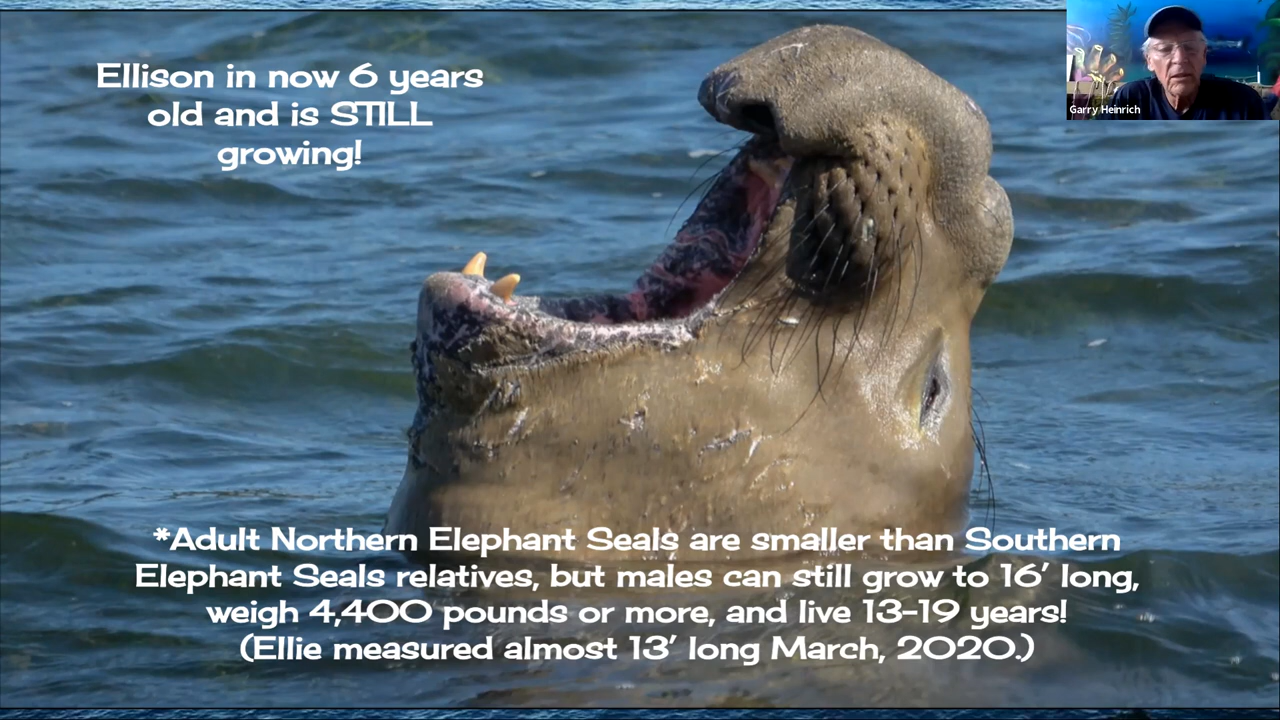 Ellison in now 6 years
old and is STILL
growing!
Garry Heinrich
*Adult Northern Elephant Seals are smaller than Southern
Elephant Seals relatives, but males can still grow to 16′ long,
weigh 4,400 pounds or more, and live 13-19 years!
(Ellie measured almost 13′ long March, 2020.)